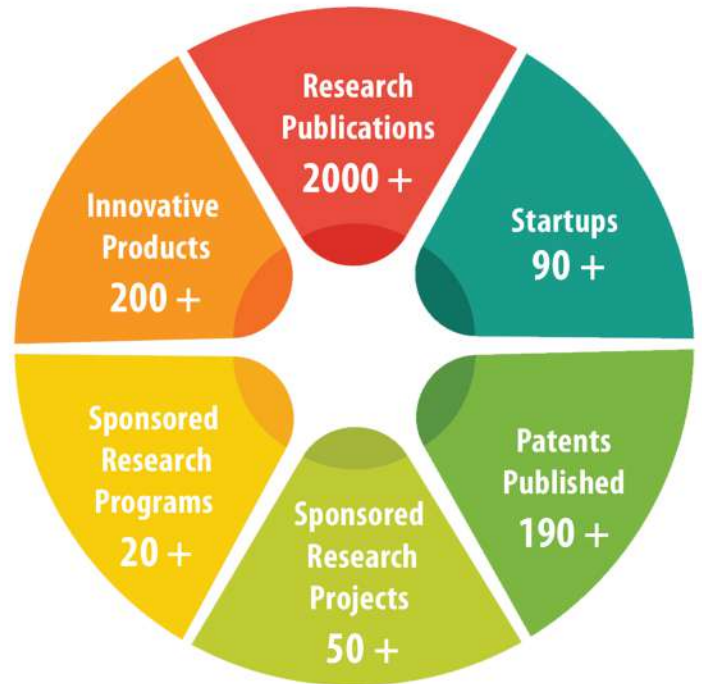 Research
Publications
2000 +
Startups
90 +
Patents
Published
190 +
Sponsored
Research
Projects
50 +
Sponsored
Research
Programs
20 +
Innovative
Products
200 +